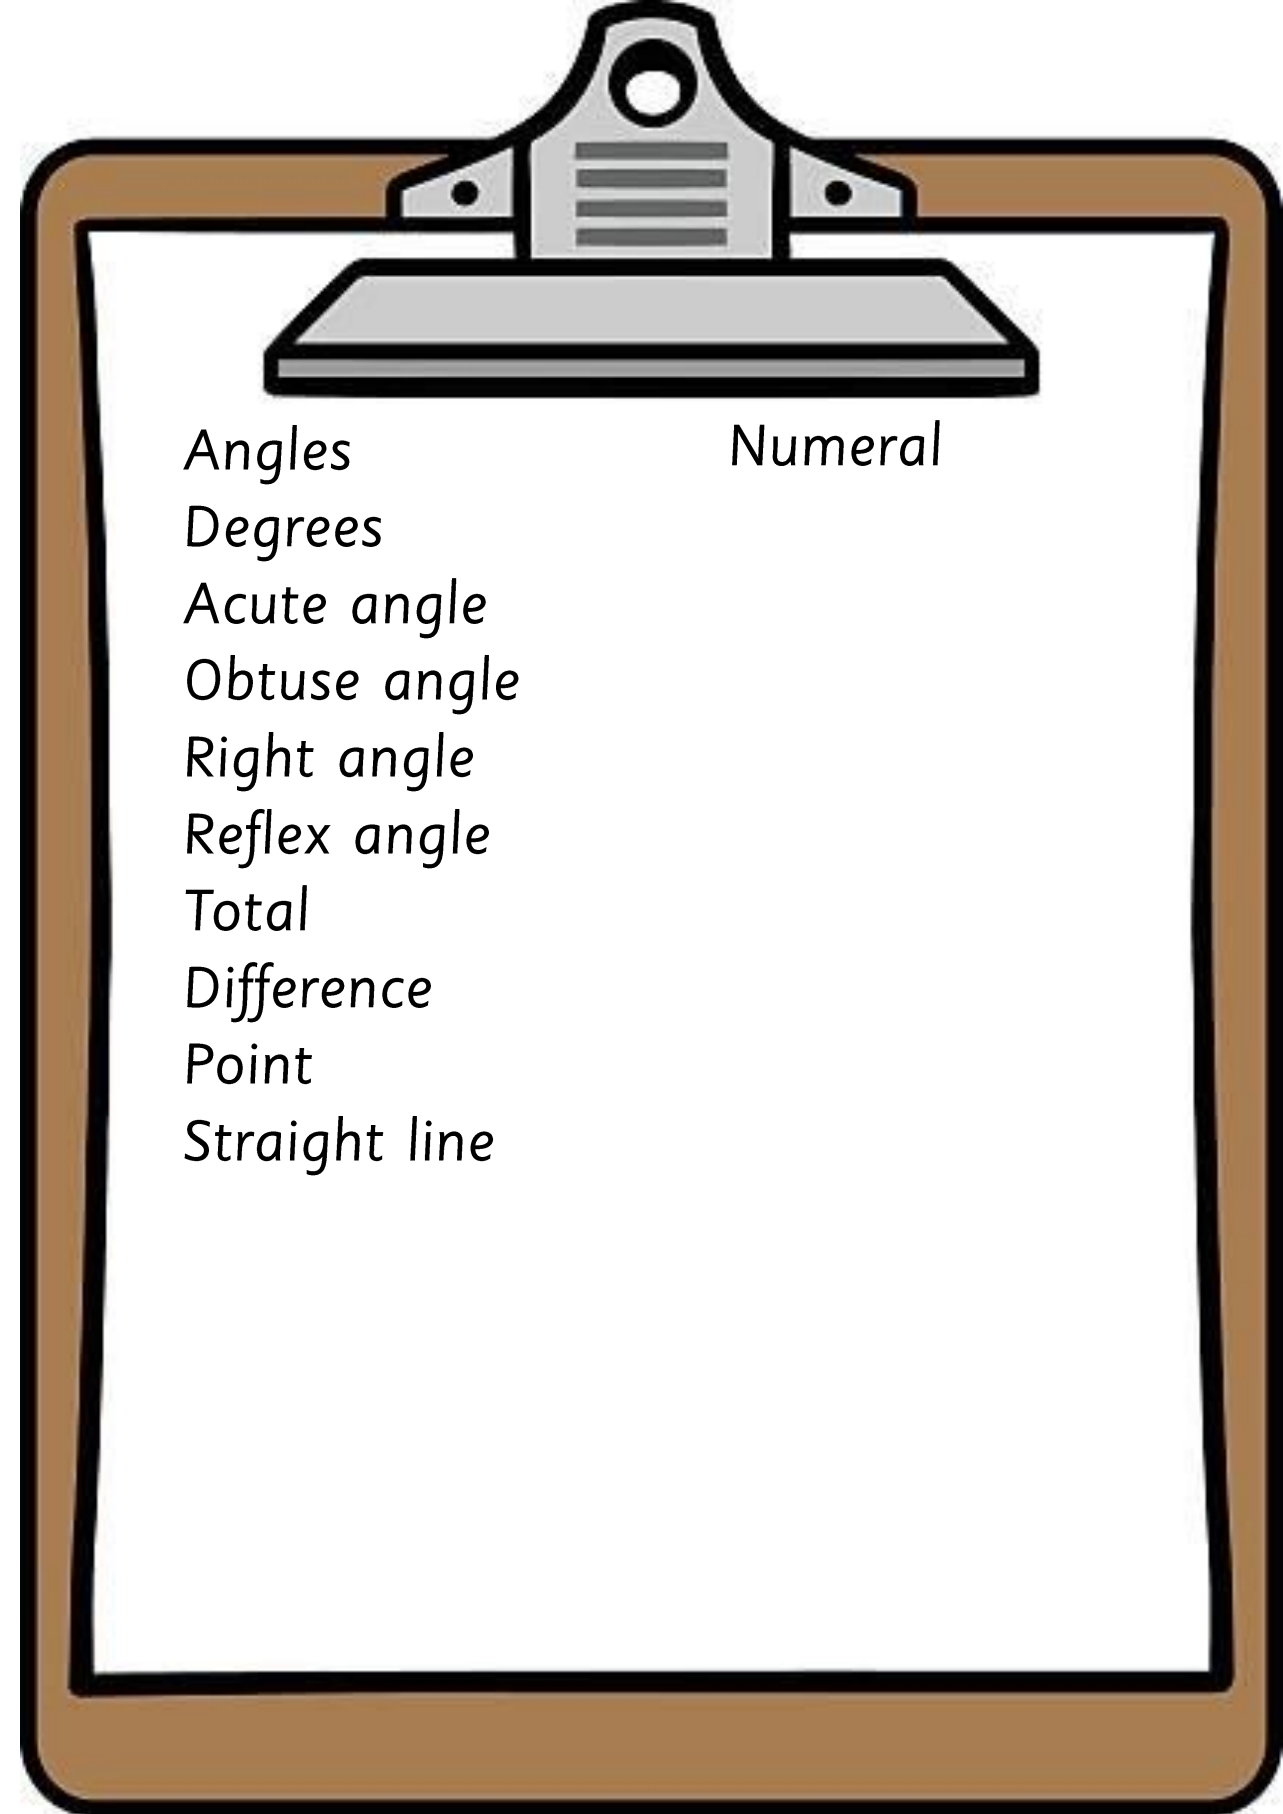 Angles
Degrees
Acute angle
Obtuse angle
Right angle
Reflex angle
Total
Difference
Point
Straight line
Numeral